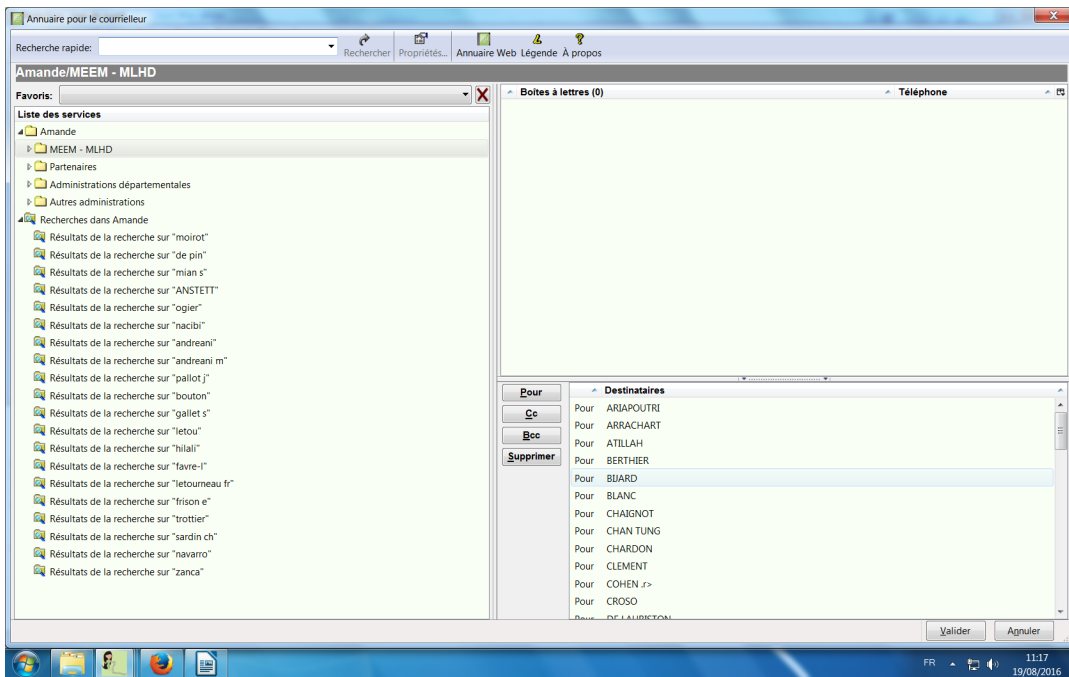 Annuaire pour le courrielleur
Recherche rapide:
Rechercher Propriétés... Annuaire Web Légende À propos
Amande/MEEM - MLHD
Favoris:
Liste des services
Amande
MEEM - MLHD
Partenaires
Administrations départementales
Autres administrations
Recherches dans Amande
Résultats de la recherche sur "moirot"
Résultats de la recherche sur "de pin"
Résultats de la recherche sur "mian s"
Résultats de la recherche sur "ANSTETT"
Résultats de la recherche sur "ogier"
Résultats de la recherche sur "nacibi"
Résultats de la recherche sur "andreani"
Résultats de la recherche sur "andreani m"
Résultats de la recherche sur "pallot j"
Résultats de la recherche sur "bouton"
Résultats de la recherche sur "gallet s"
Résultats de la recherche sur "letou"
Résultats de la recherche sur "hilali"
Résultats de la recherche sur "favre-l"
Résultats de la recherche sur "letourneau fr"
Résultats de la recherche sur "frison e"
Résultats de la recherche sur "trottier"
Résultats de la recherche sur "sardin ch"
Résultats de la recherche sur "navarro"
Résultats de la recherche sur "zanca"
Boîtes à lettres (0) Téléphone
Pour
Cc
Bcc
Supprimer
Destinataires
Pour ARIAPOUTRI
Pour ARRACHART
Pour ATILLAH
Pour BERTHIER
Pour BIJARD
Pour BLANC
Pour CHAIGNOT
Pour CHAN TUNG
Pour CHARDON
Pour CLEMENT
Pour COHEN .r>
Pour CROSO
Pour DE LAURISTON
Valider Annuler
FR 11:17
19/08/2016